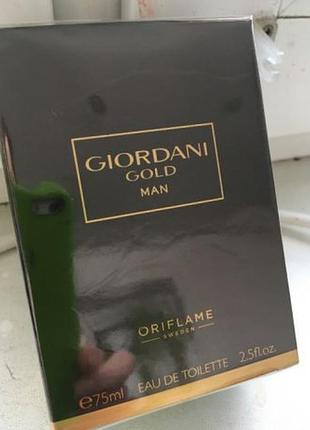 GIORDANI
GOLD
MAN
ORIFLAME
SWEDEN
℮75ml EAU DE TOILETTE 2.5fl.oz.